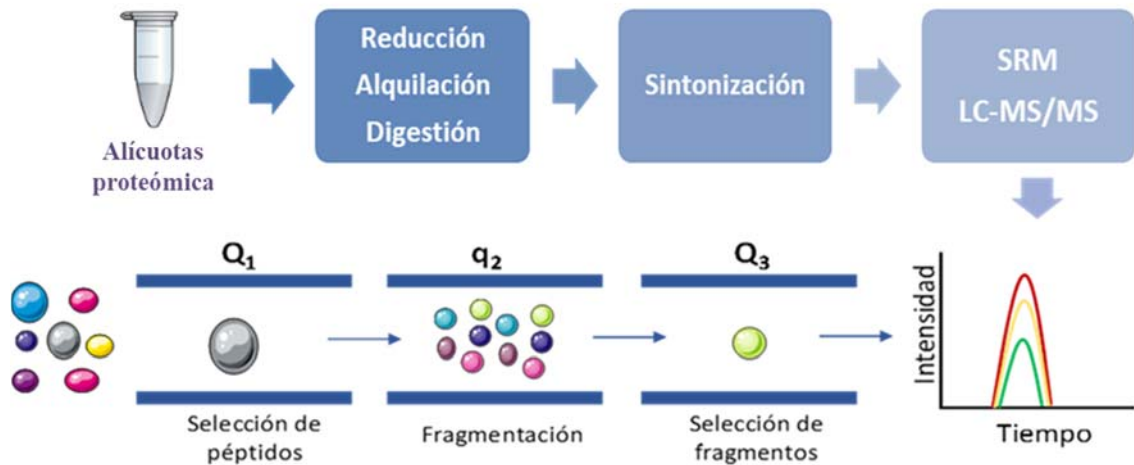 Alícuotas
proteómica
Reducción
Alquilación
Digestión
Sintonización
SRM
LC-MS/MS
Q1
q2
Q3
Selección de
péptidos
Fragmentación
Selección de
fragmentos
Intensidad
Tiempo